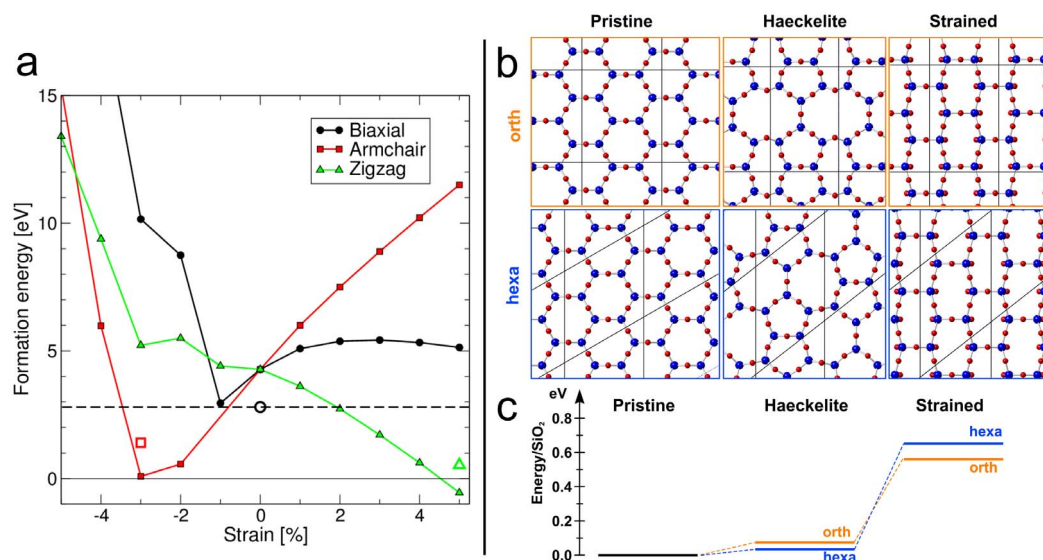 a
Formation energy [eV]
15
10
5
0
-4
-2
0
2
4
Strain [%]
Biaxial
Armchair
Zigzag
b
Pristine
Haeckelite
Strained
orth
hexa
c
eV
Energy/SiO₂
0.8
0.6
0.4
0.2
0.0
Pristine
Haeckelite
Strained
orth
hexa
hexa
orth